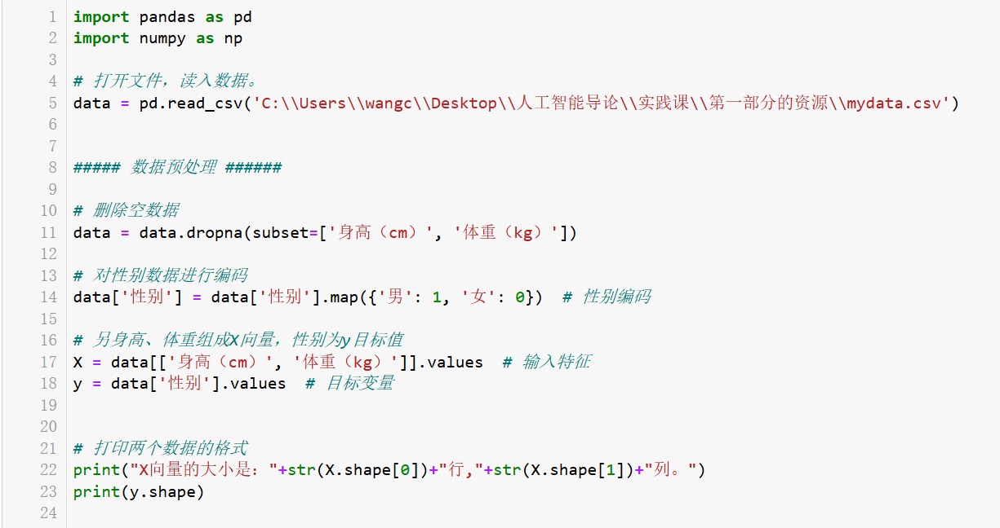 1 import pandas as pd
2 import numpy as np
3
4 # 打开文件，读入数据。
5 data = pd.read_csv('C:\\Users\\wangc\\Desktop\\人工智能导论\\实践课\\第一部分的资源\\mydata.csv')
6
7
8 ##### 数据预处理 ######
9
10 # 删除空数据
11 data = data.dropna(subset=['身高（cm）', '体重（kg）'])
12
13 # 对性别数据进行编码
14 data['性别'] = data['性别'].map({'男': 1, '女': 0})  # 性别编码
15
16 # 另身高、体重组成X向量，性别为y目标值
17 X = data[['身高（cm）', '体重（kg）']].values  # 输入特征
18 y = data['性别'].values  # 目标变量
19
20
21 # 打印两个数据的格式
22 print("X向量的大小是："+str(X.shape[0])+"行,"+str(X.shape[1])+"列。")
23 print(y.shape)
24